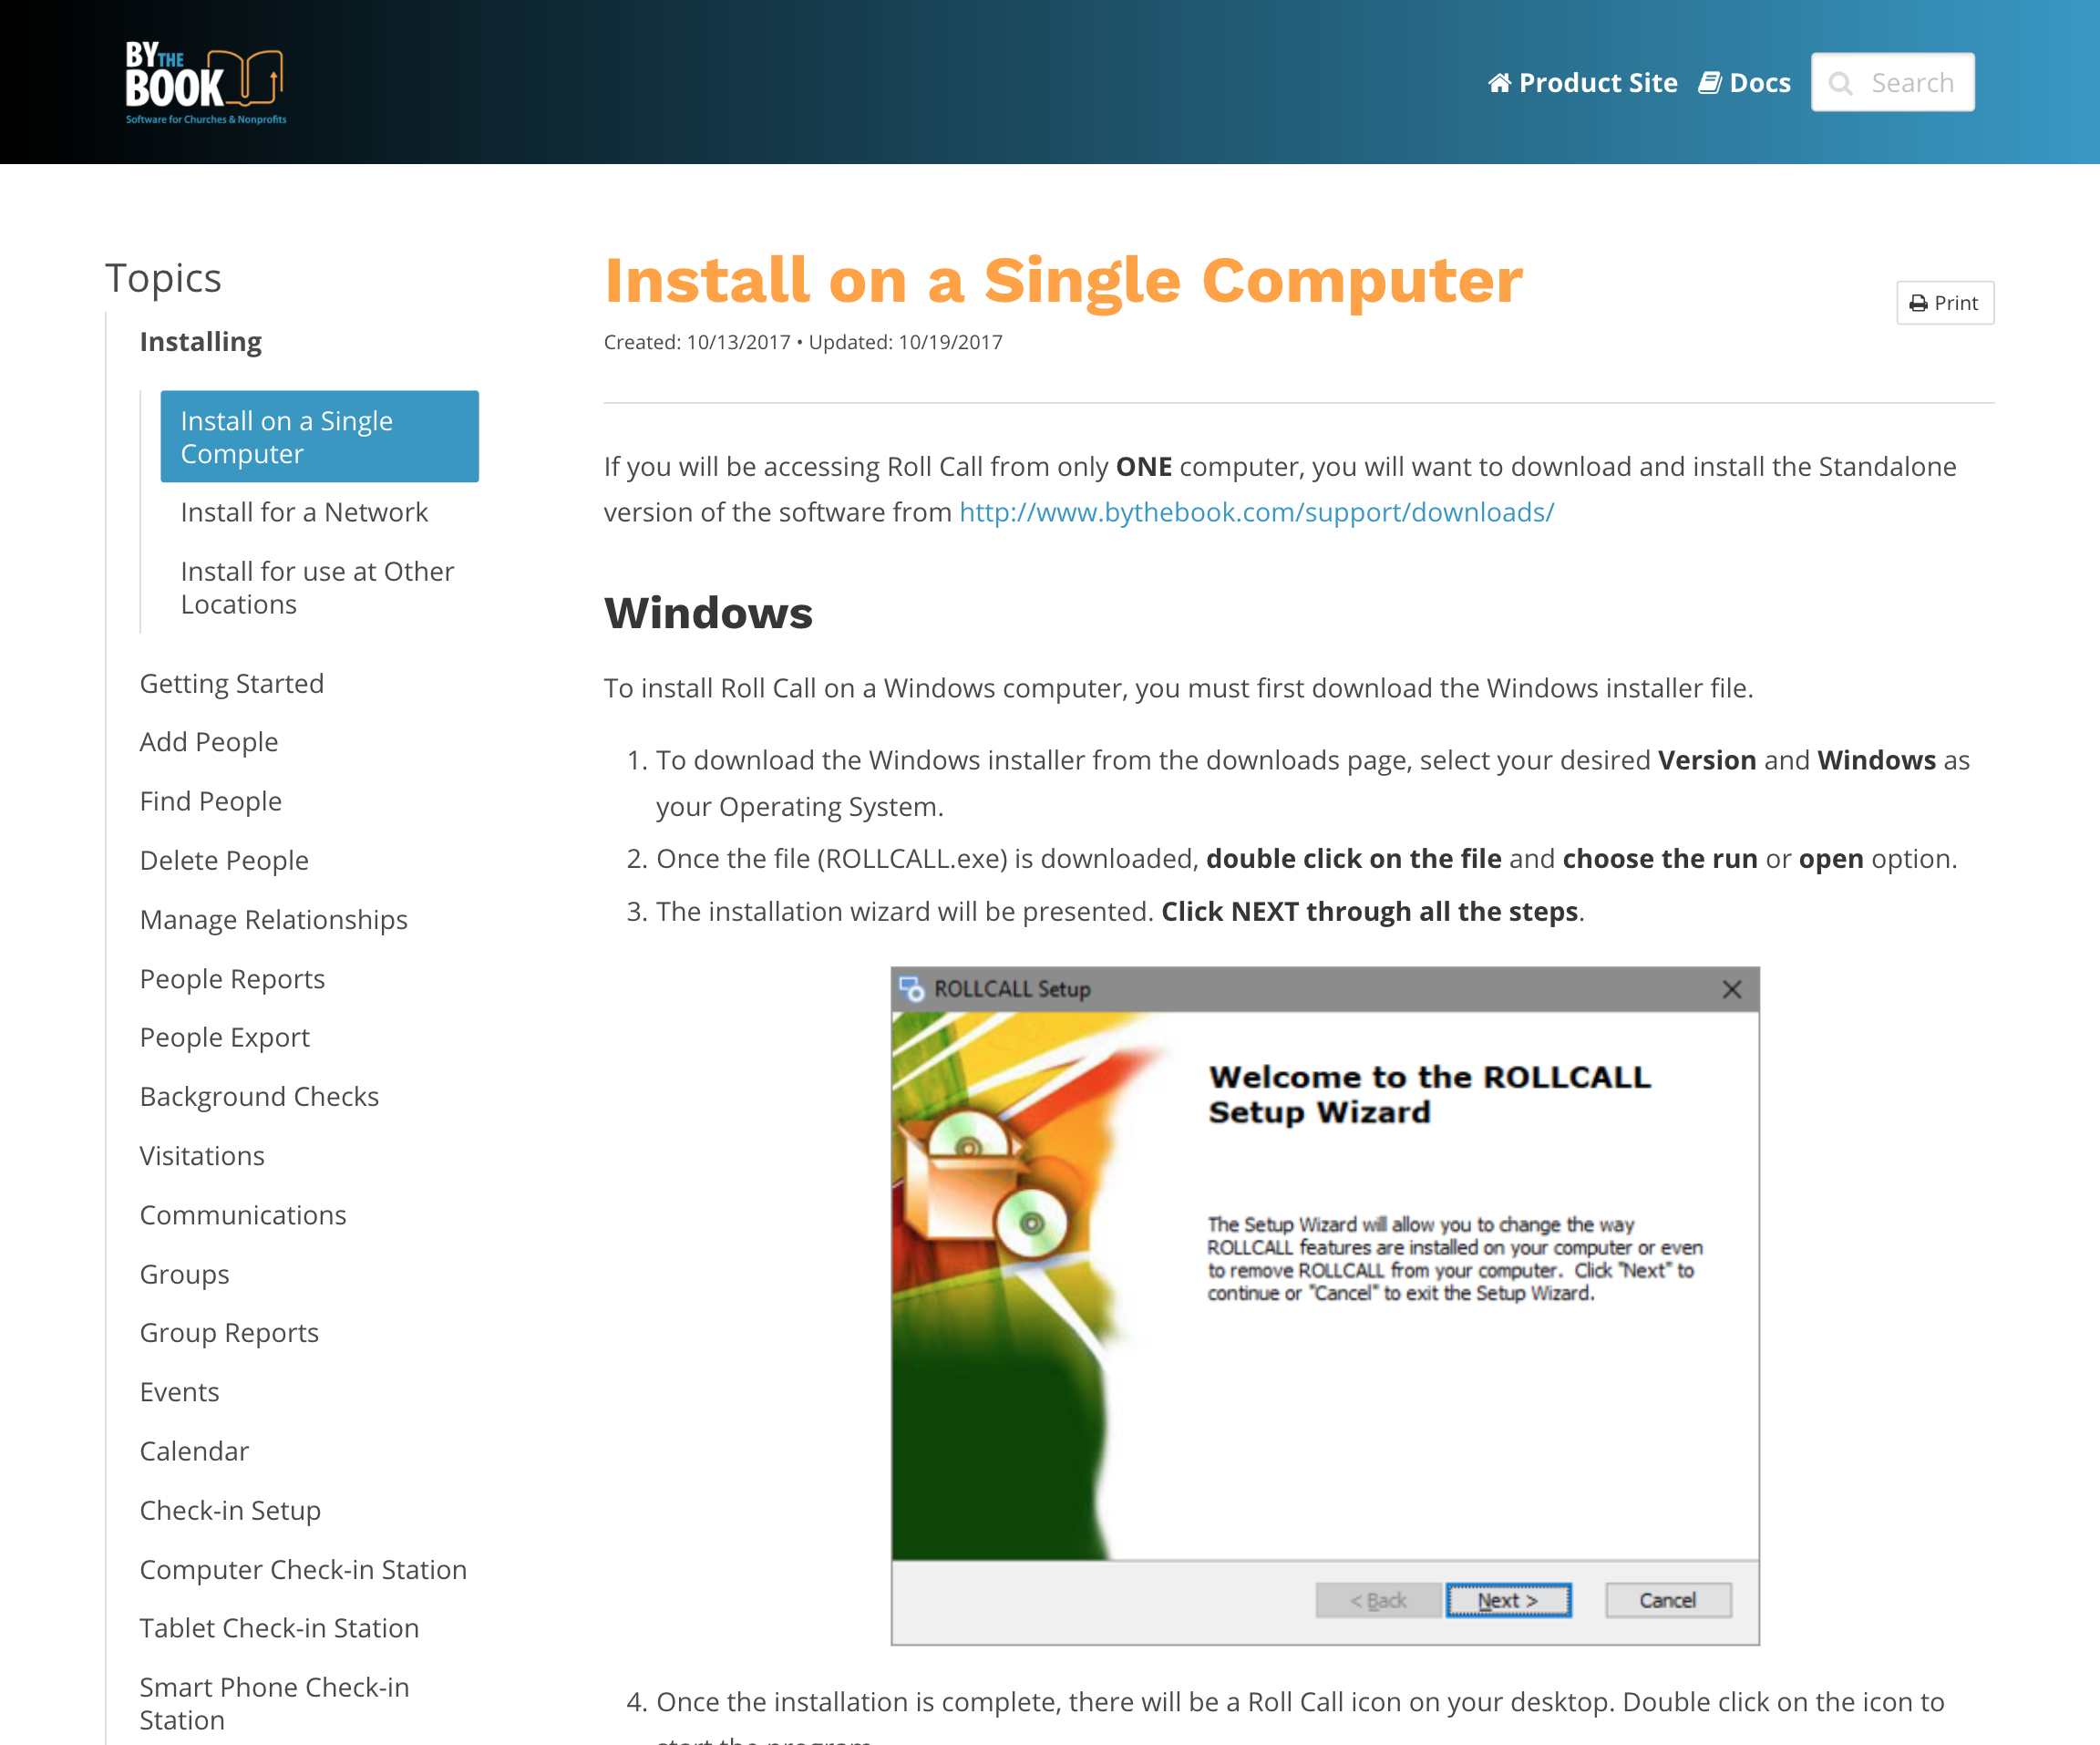 BY THE
BOOK
Software for Churches & Nonprofits
Product Site
Docs
Search
Topics
Installing
Install on a Single
Computer
Install for a Network
Install for use at Other
Locations
Getting Started
Add People
Find People
Delete People
Manage Relationships
People Reports
People Export
Background Checks
Visitations
Communications
Groups
Group Reports
Events
Calendar
Check-in Setup
Computer Check-in Station
Tablet Check-in Station
Smart Phone Check-in
Station
Install on a Single Computer
Print
Created: 10/13/2017 • Updated: 10/19/2017
If you will be accessing Roll Call from only ONE computer, you will want to download and install the Standalone
version of the software from http://www.bythebook.com/support/downloads/
Windows
To install Roll Call on a Windows computer, you must first download the Windows installer file.
1. To download the Windows installer from the downloads page, select your desired Version and Windows as
your Operating System.
2. Once the file (ROLLCALL.exe) is downloaded, double click on the file and choose the run or open option.
3. The installation wizard will be presented. Click NEXT through all the steps.
ROLLCALL Setup
Welcome to the ROLLCALL
Setup Wizard
The Setup Wizard will allow you to change the way
ROLLCALL features are installed on your computer or even
to remove ROLLCALL from your computer. Click "Next" to
continue or "Cancel" to exit the Setup Wizard.
< Back
Next >
Cancel
4. Once the installation is complete, there will be a Roll Call icon on your desktop. Double click on the icon to
start the program